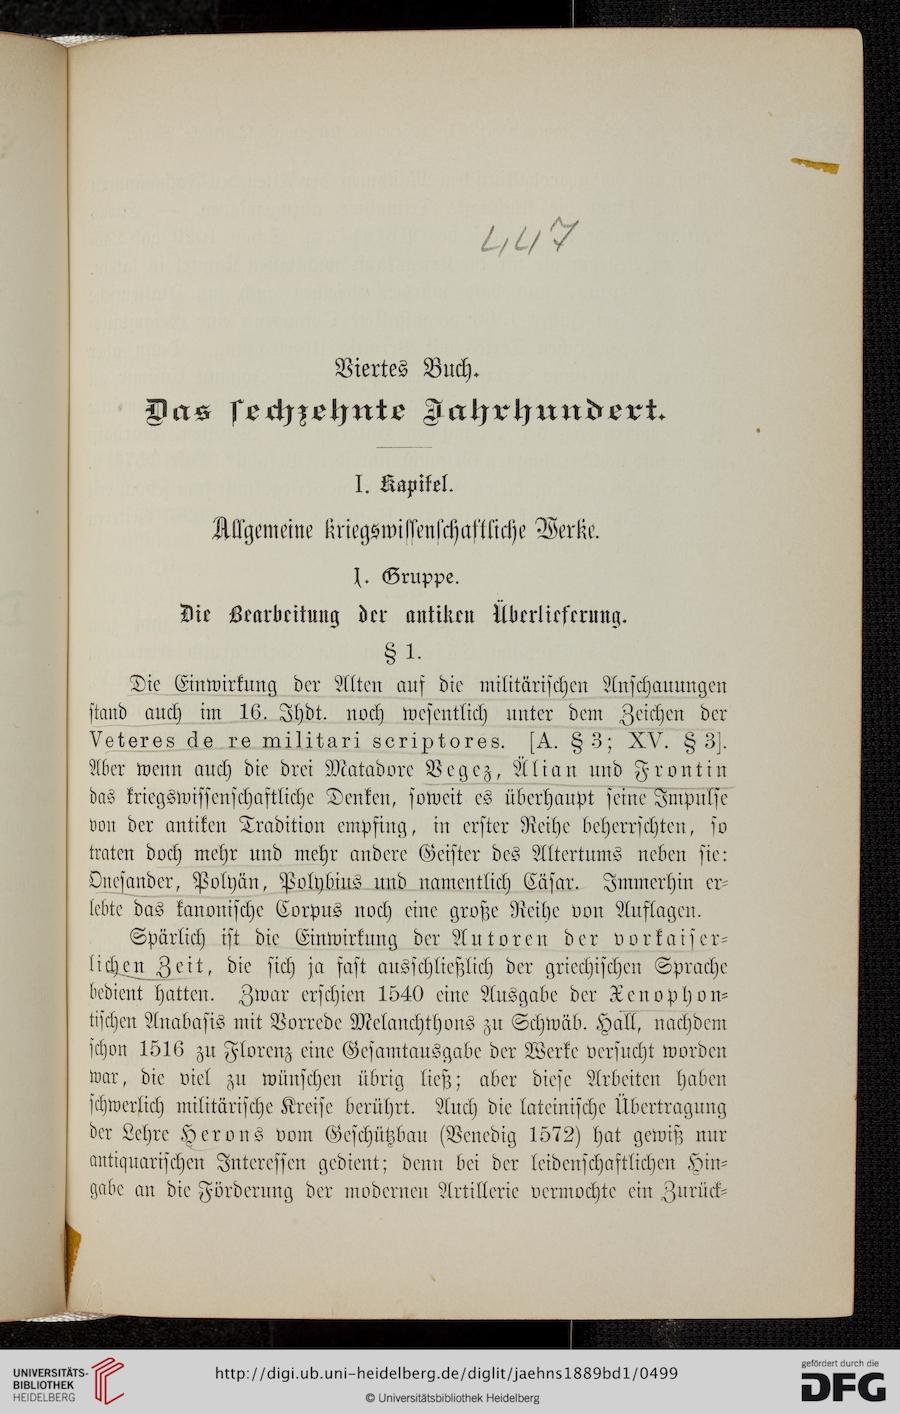 447
Viertes Buch.
Das sechzehnte Jahrhundert.
I. Kapitel.
Allgemeine kriegswissenschaftliche Werke.
1. Gruppe.
Die Bearbeitung der antiken Überlieferung.
§ 1.
Die Einwirkung der Alten auf die militärischen Anschauungen
stand auch im 16. Jhdt. noch wesentlich unter dem Zeichen der
Veteres de re militari scriptores. [A. § 3; XV. § 3].
Aber wenn auch die drei Matadore Vegez, Älian und Frontin
das kriegswissenschaftliche Denken, soweit es überhaupt seine Impulse
von der antiken Tradition empfing, in erster Reihe beherrschten, so
traten doch mehr und mehr andere Geister des Altertums neben sie:
Onesander, Polyän, Polybius und namentlich Cäsar. Immerhin er-
lebte das kanonische Corpus noch eine große Reihe von Auflagen.
Spärlich ist die Einwirkung der Autoren der vorkaiser-
lichen Zeit, die sich ja fast ausschließlich der griechischen Sprache
bedient hatten. Zwar erschien 1540 eine Ausgabe der Xenophon-
tischen Anabasis mit Vorrede Melanchthons zu Schwäb. Hall, nachdem
schon 1516 zu Florenz eine Gesamtausgabe der Werke versucht worden
war, die viel zu wünschen übrig ließ; aber diese Arbeiten haben
schwerlich militärische Kreise berührt. Auch die lateinische Übertragung
der Lehre Herons vom Geschützbau (Venedig 1572) hat gewiß nur
antiquarischen Interessen gedient; denn bei der leidenschaftlichen Hin-
gabe an die Förderung der modernen Artillerie vermochte ein Zurück-
UNIVERSITÄTS-
BIBLIOTHEK
HEIDELBERG
http://digi.ub.uni-heidelberg.de/diglit/jaehns1889bd1/0499
© Universitätsbibliothek Heidelberg
gefördert durch die
DFG